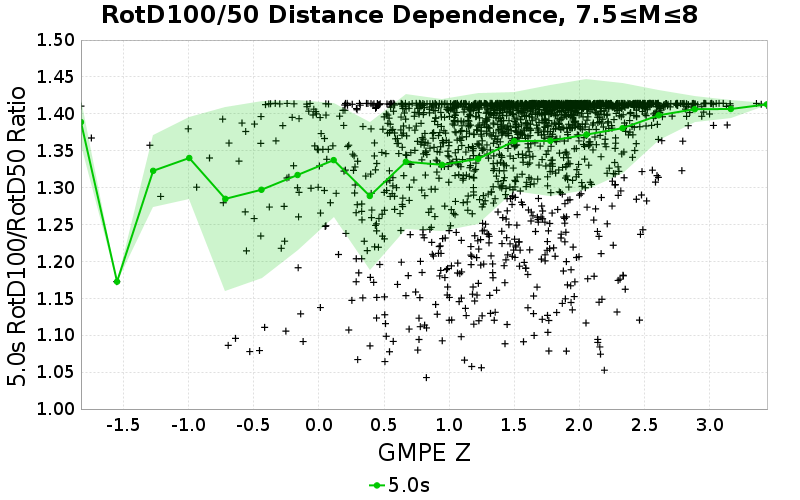 RotD100/50 Distance Dependence, 7.5≤M≤8
1.50
1.45
1.40
1.35
1.30
1.25
1.20
1.15
1.10
1.05
1.00
5.0s RotD100/RotD50 Ratio
-1.5 -1.0 -0.5 0.0 0.5 1.0 1.5 2.0 2.5 3.0
GMPE Z
5.0s